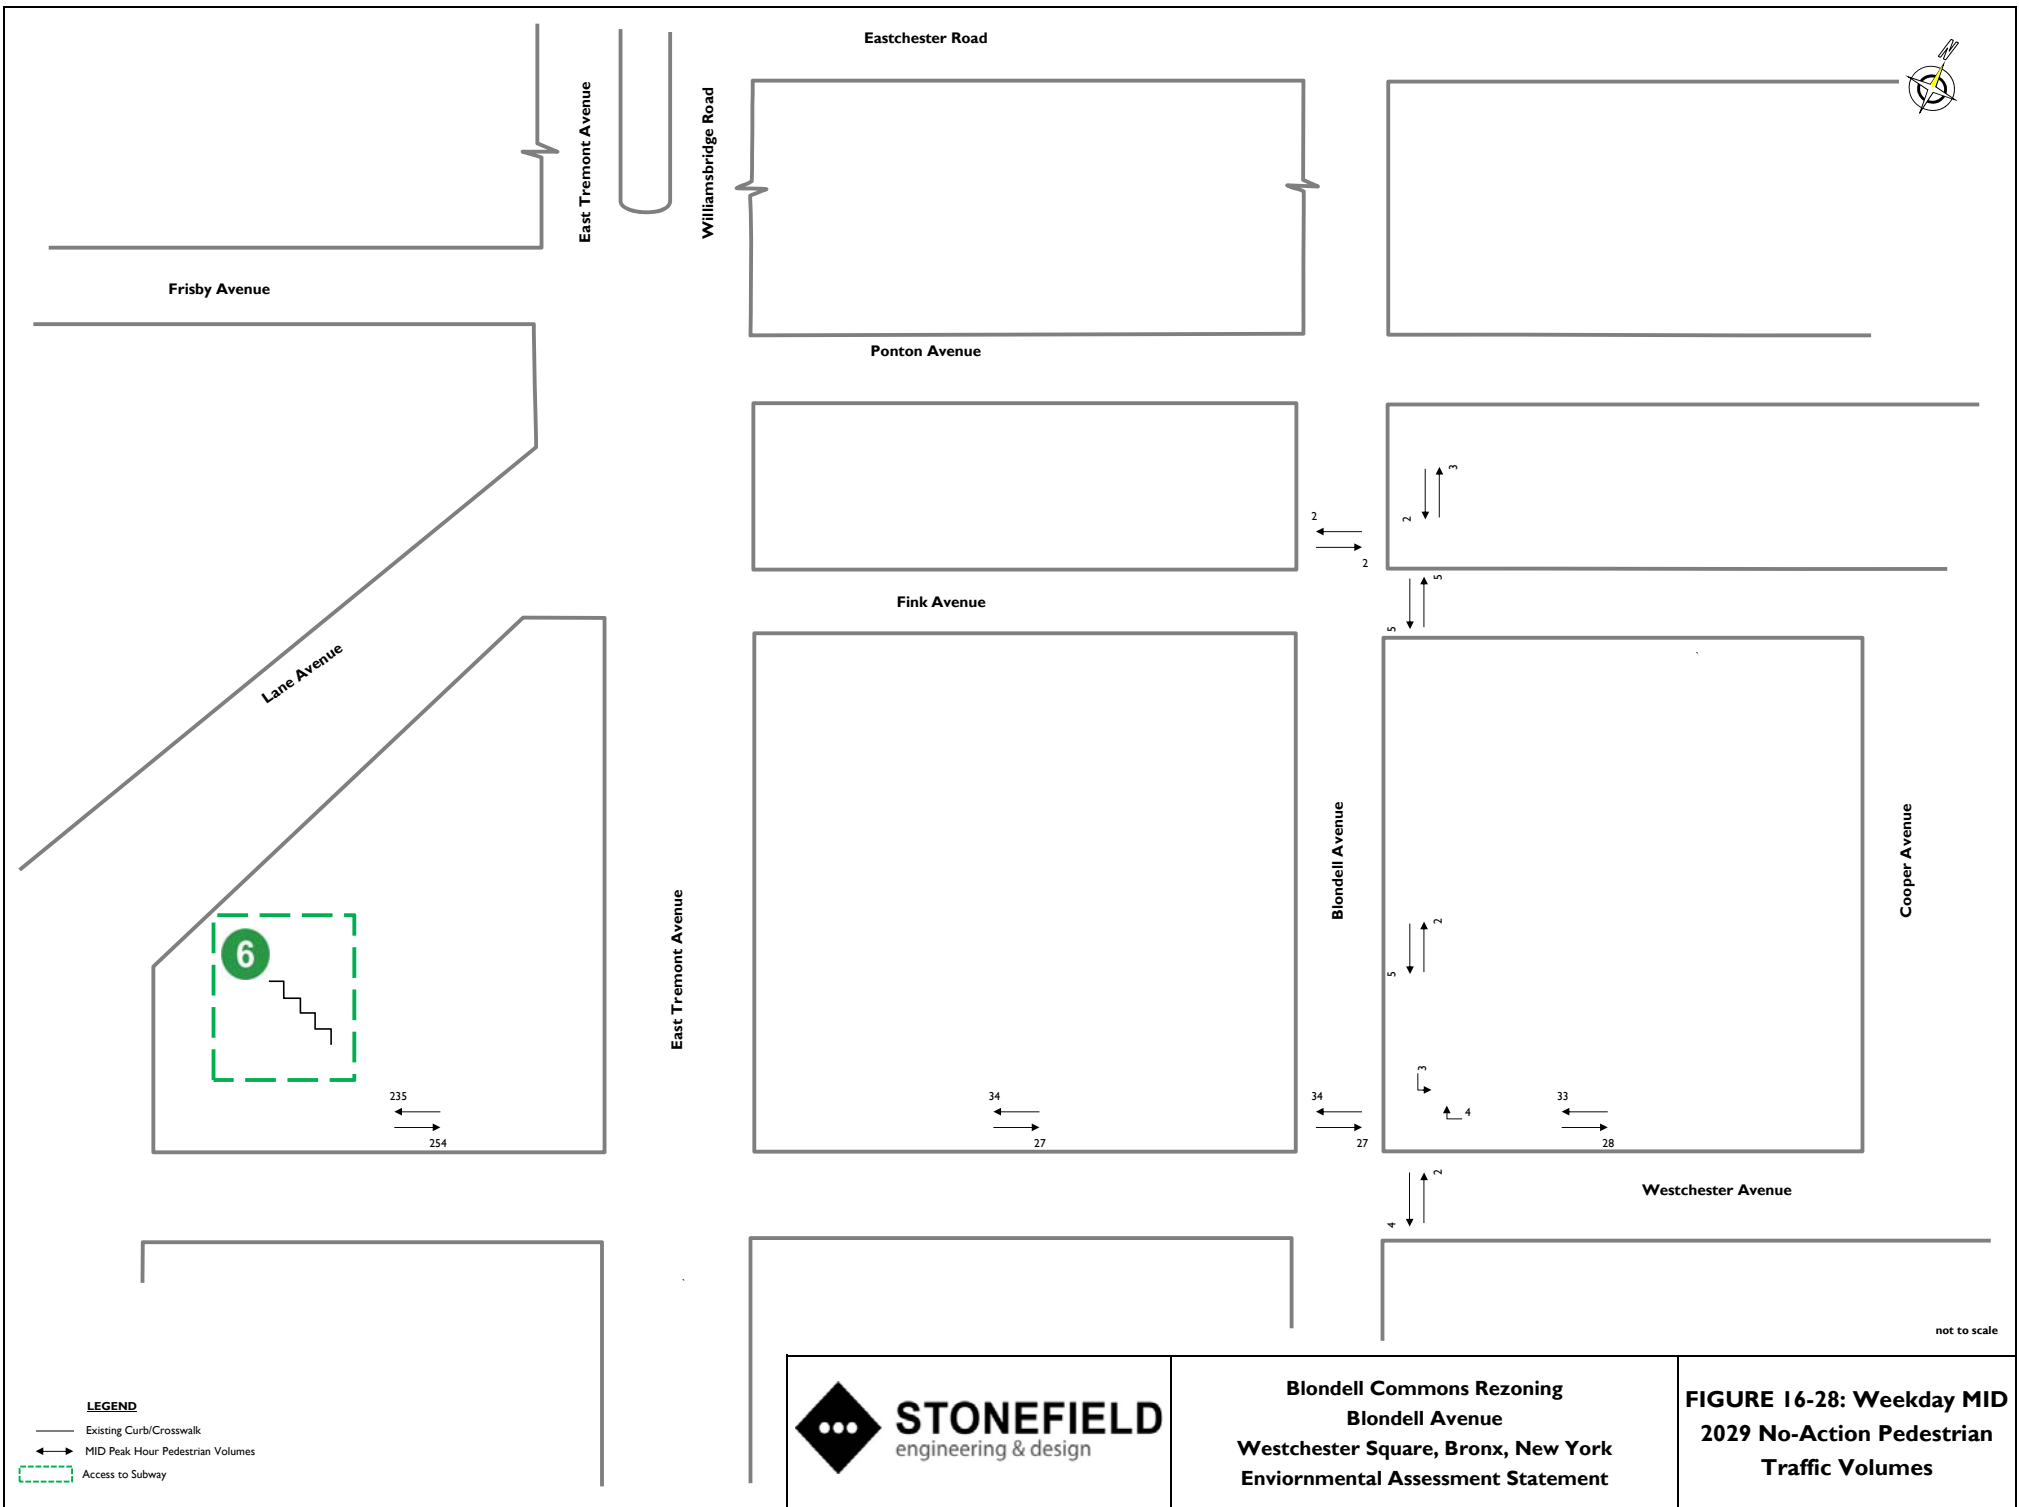 Eastchester Road
N
East Tremont Avenue
Williamsbridge Road
Frisby Avenue
Ponton Avenue
3
2
2
2
5
5
Fink Avenue
Lane Avenue
Blondell Avenue
Cooper Avenue
East Tremont Avenue
6
2
5
3
4
235
254
34
27
34
27
33
28
2
4
Westchester Avenue
not to scale
LEGEND
Existing Curb/Crosswalk
MID Peak Hour Pedestrian Volumes
Access to Subway
STONEFIELD
engineering & design
Blondell Commons Rezoning
Blondell Avenue
Westchester Square, Bronx, New York
Enviornmental Assessment Statement
FIGURE 16-28: Weekday MID
2029 No-Action Pedestrian
Traffic Volumes